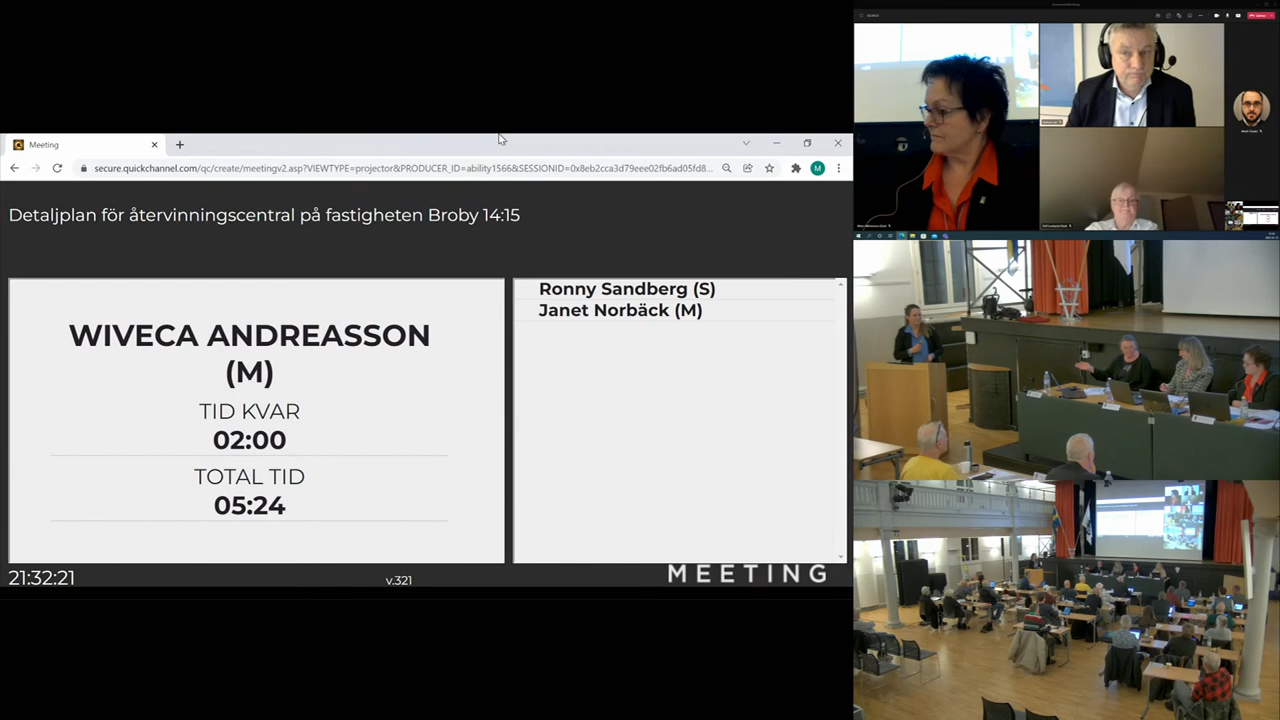 Meeting
secure.quickchannel.com/qc/create/meetingv2.asp?VIEWTYPE=projector&PRODUCER_ID=ability1566&SESSIONID=0x8eb2cca3d79eee02fb6ad05fd8...
M
Detaljplan för återvinningscentral på fastigheten Broby 14:15
WIVECA ANDREASSON
(M)
TID KVAR
02:00
TOTAL TID
05:24
Ronny Sandberg (S)
Janet Norbäck (M)
21:32:21
v.321
MEETING